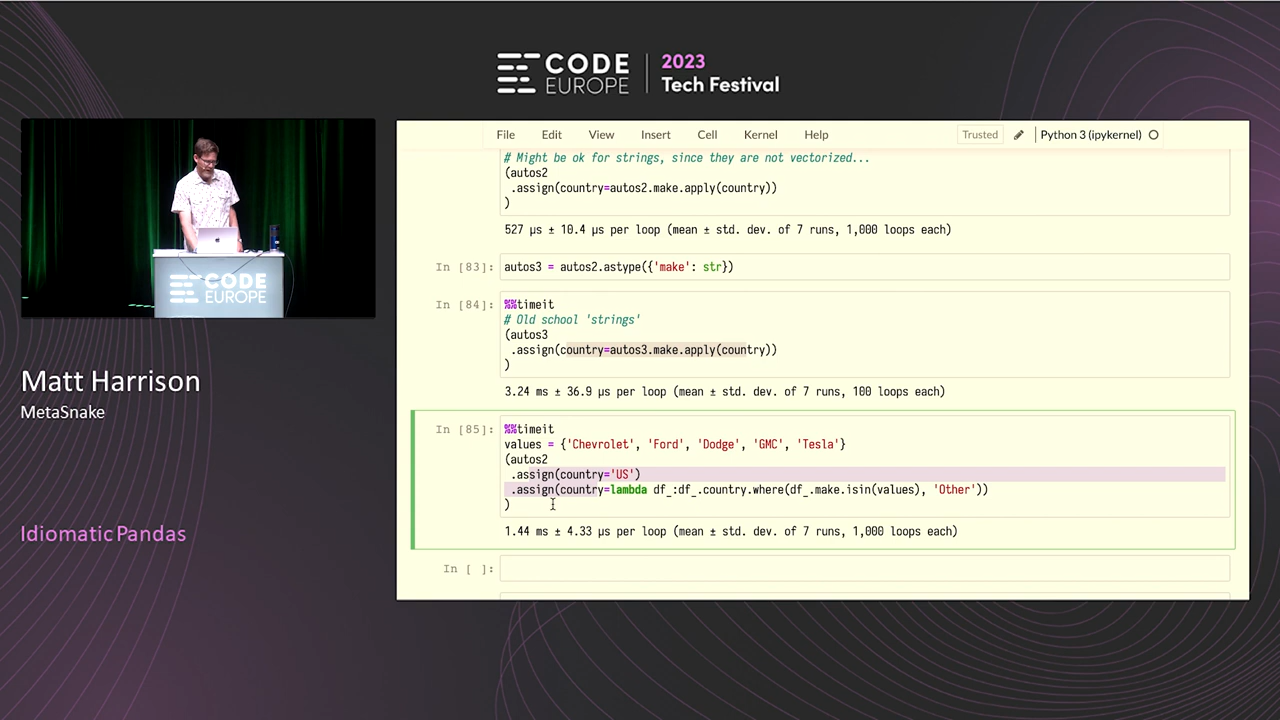 CODE EUROPE 2023 Tech Festival
CODE EUROPE
Matt Harrison
MetaSnake
Idiomatic Pandas
File Edit View Insert Cell Kernel Help Trusted Python 3 (ipykernel)
# Might be ok for strings, since they are not vectorized...
(autos2
 .assign(country=autos2.make.apply(country))
)
527 µs ± 10.4 µs per loop (mean ± std. dev. of 7 runs, 1,000 loops each)
In [83]: autos3 = autos2.astype({'make': str})
In [84]: %%timeit
# Old school 'strings'
(autos3
 .assign(country=autos3.make.apply(country))
)
3.24 ms ± 36.9 µs per loop (mean ± std. dev. of 7 runs, 100 loops each)
In [85]: %%timeit
values = {'Chevrolet', 'Ford', 'Dodge', 'GMC', 'Tesla'}
(autos2
 .assign(country='US')
 .assign(country=lambda df_:df_.country.where(df_.make.isin(values), 'Other'))
)
1.44 ms ± 4.33 µs per loop (mean ± std. dev. of 7 runs, 1,000 loops each)
In [ ]: